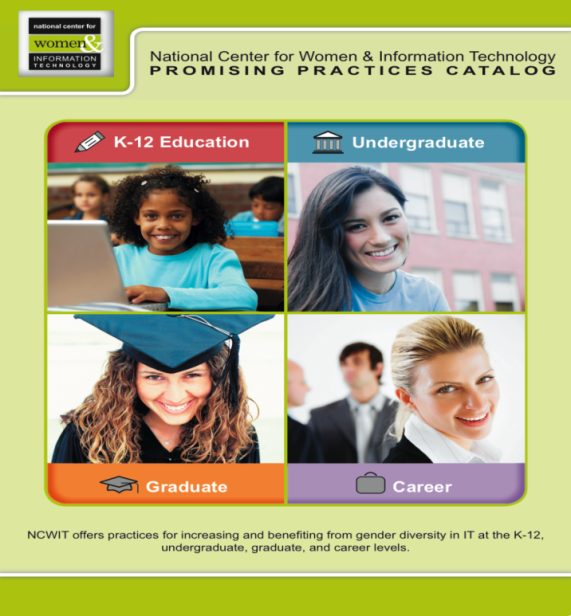 national center for
women&
INFORMATION
TECHNOLOGY
National Center for Women & Information Technology
PROMISING PRACTICES CATALOG
K-12 Education
Undergraduate
Graduate
Career
NCWIT offers practices for increasing and benefiting from gender diversity in IT at the K-12,
undergraduate, graduate, and career levels.